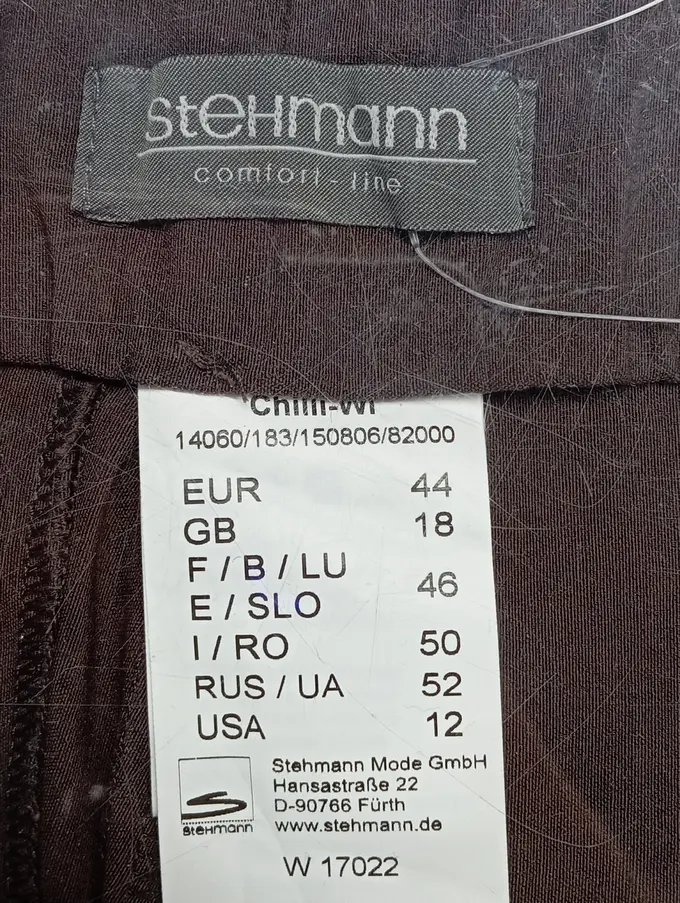 Stehmann
comfort-line
14060/183/150806/82000
EUR 44
GB 18
F / B / LU
46
E / SLO
I / RO 50
RUS / UA 52
USA 12
Stehmann Mode GmbH
Hansastraße 22
D-90766 Fürth
www.stehmann.de
Stehmann
W 17022